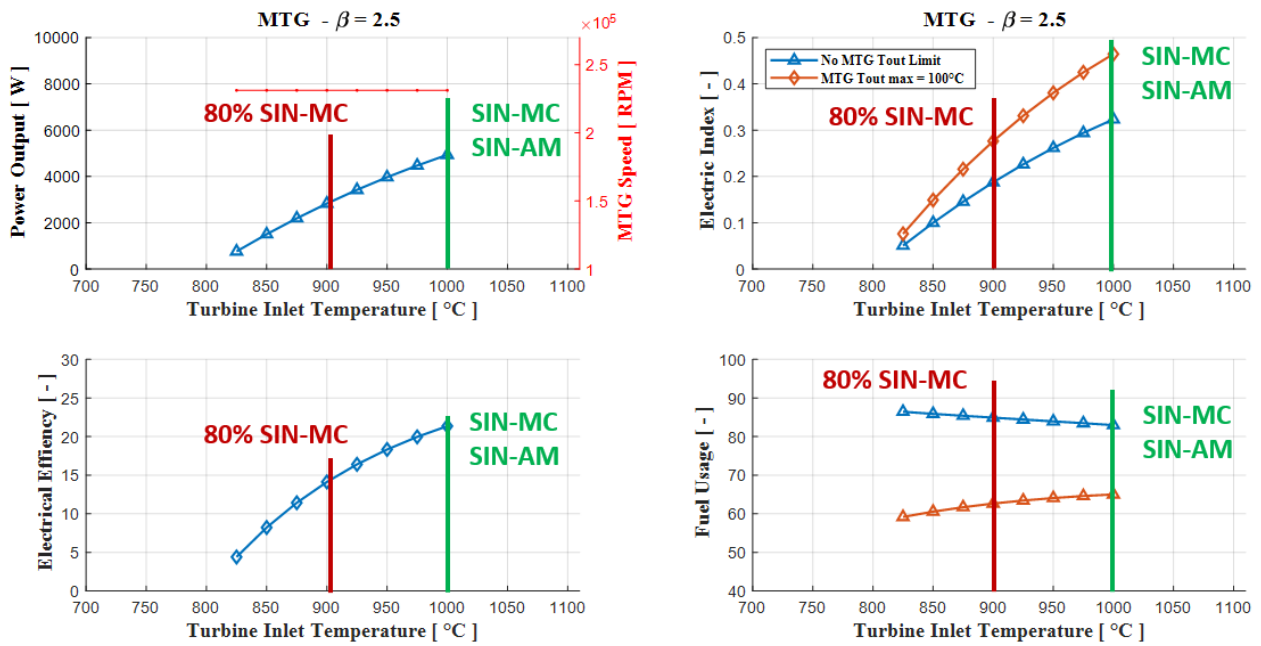 MTG - β = 2.5
×10⁵
10000
8000
6000
4000
2000
0
2.5
2
1.5
1
Power Output [ W ]
MTG Speed [ RPM ]
80% SIN-MC
SIN-MC
SIN-AM
700
750
800
850
900
950
1000
1050
1100
Turbine Inlet Temperature [ °C ]
MTG - β = 2.5
0.5
0.4
0.3
0.2
0.1
0
Electric Index [ - ]
No MTG Tout Limit
MTG Tout max = 100°C
80% SIN-MC
SIN-MC
SIN-AM
700
750
800
850
900
950
1000
1050
1100
Turbine Inlet Temperature [ °C ]
30
25
20
15
10
5
0
Electrical Effiency [ - ]
80% SIN-MC
SIN-MC
SIN-AM
700
750
800
850
900
950
1000
1050
1100
Turbine Inlet Temperature [ °C ]
100
90
80
70
60
50
40
Fuel Usage [ - ]
80% SIN-MC
SIN-MC
SIN-AM
700
750
800
850
900
950
1000
1050
1100
Turbine Inlet Temperature [ °C ]